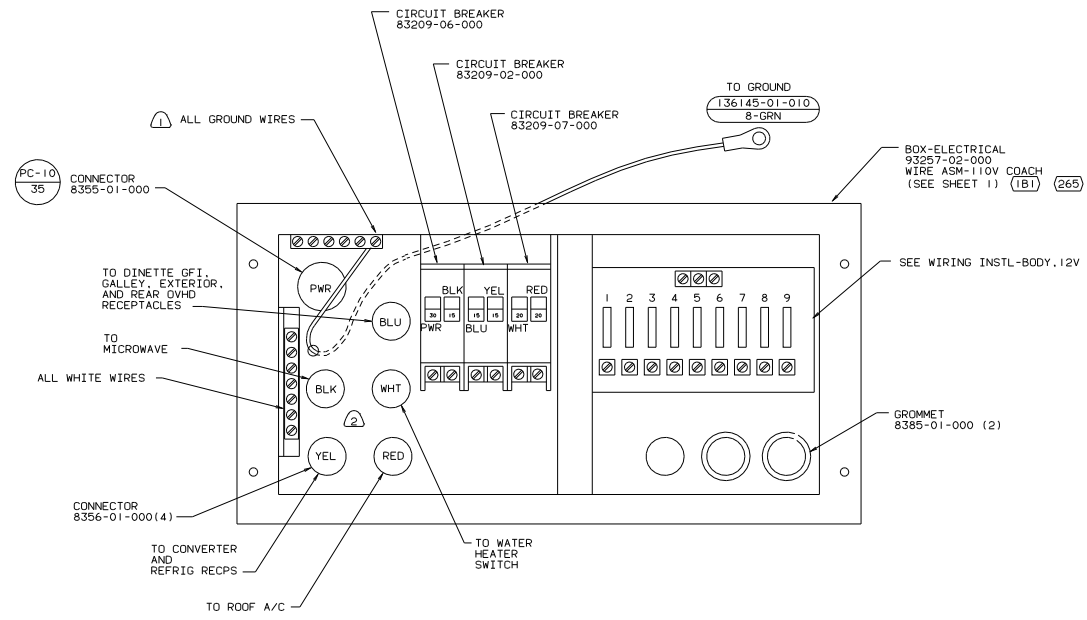 CIRCUIT BREAKER
83209-06-000
CIRCUIT BREAKER
83209-02-000
CIRCUIT BREAKER
83209-07-000
TO GROUND
136145-01-010
8-GRN
1 ALL GROUND WIRES
PC-10
35
CONNECTOR
8355-01-000
BOX-ELECTRICAL
93257-02-000
WIRE ASM-110V COACH
(SEE SHEET 1) 1B1 265
TO DINETTE GFI,
GALLEY, EXTERIOR,
AND REAR OVHD
RECEPTACLES
PWR
BLU
BLK YEL RED
30 15 15 15 20 20
PWR BLU WHT
SEE WIRING INSTL-BODY,12V
1 2 3 4 5 6 7 8 9
TO
MICROWAVE
ALL WHITE WIRES
BLK
WHT
2
YEL
RED
GROMMET
8385-01-000 (2)
CONNECTOR
8356-01-000(4)
TO CONVERTER
AND
REFRIG RECPS
TO WATER
HEATER
SWITCH
TO ROOF A/C